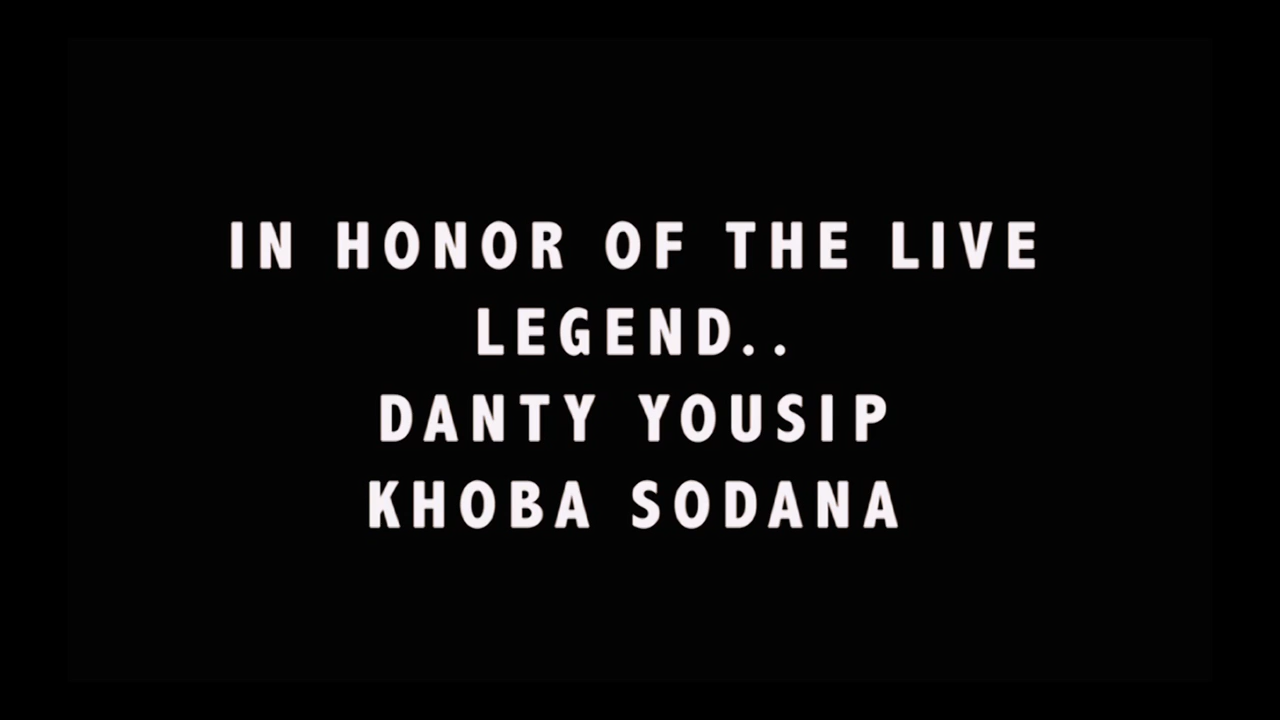 IN HONOR OF THE LIVE
LEGEND..
DANTY YOUSIP
KHOBA SODANA